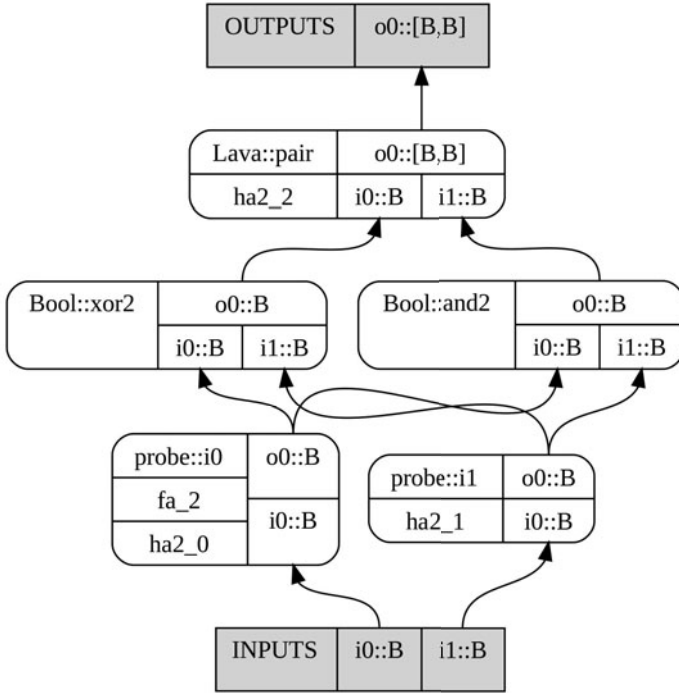 OUTPUTS o0::[B,B]
Lava::pair o0::[B,B]
ha2_2 i0::B i1::B
Bool::xor2 o0::B Bool::and2 o0::B
i0::B i1::B i0::B i1::B
probe::i0 o0::B
fa_2
ha2_0 i0::B
probe::i1 o0::B
ha2_1 i0::B
INPUTS i0::B i1::B